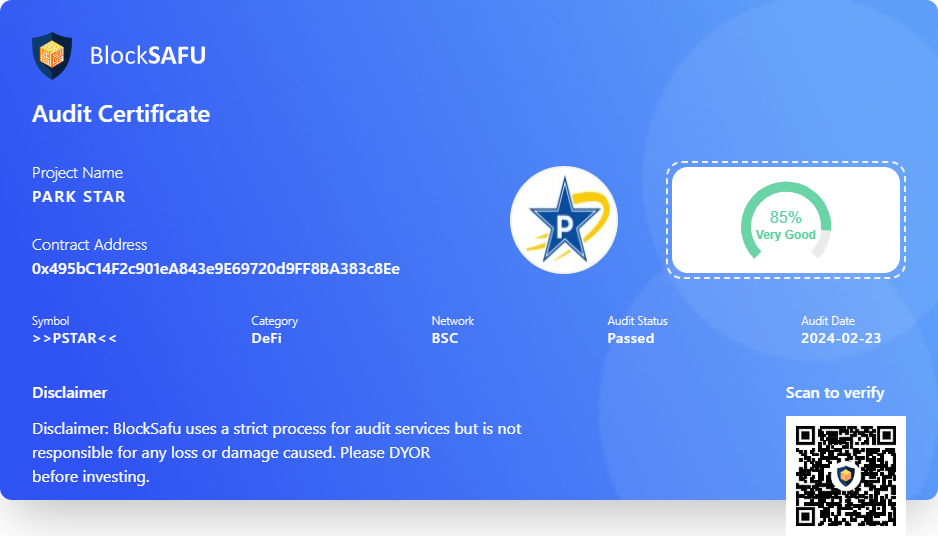 BlockSAFU
Audit Certificate
Project Name
PARK STAR
Contract Address
0x495bC14F2c901eA843e9E69720d9FF8BA383c8Ee
P
85%
Very Good
Symbol
>>PSTAR<<
Category
DeFi
Network
BSC
Audit Status
Passed
Audit Date
2024-02-23
Disclaimer
Disclaimer: BlockSafu uses a strict process for audit services but is not
responsible for any loss or damage caused. Please DYOR
before investing.
Scan to verify